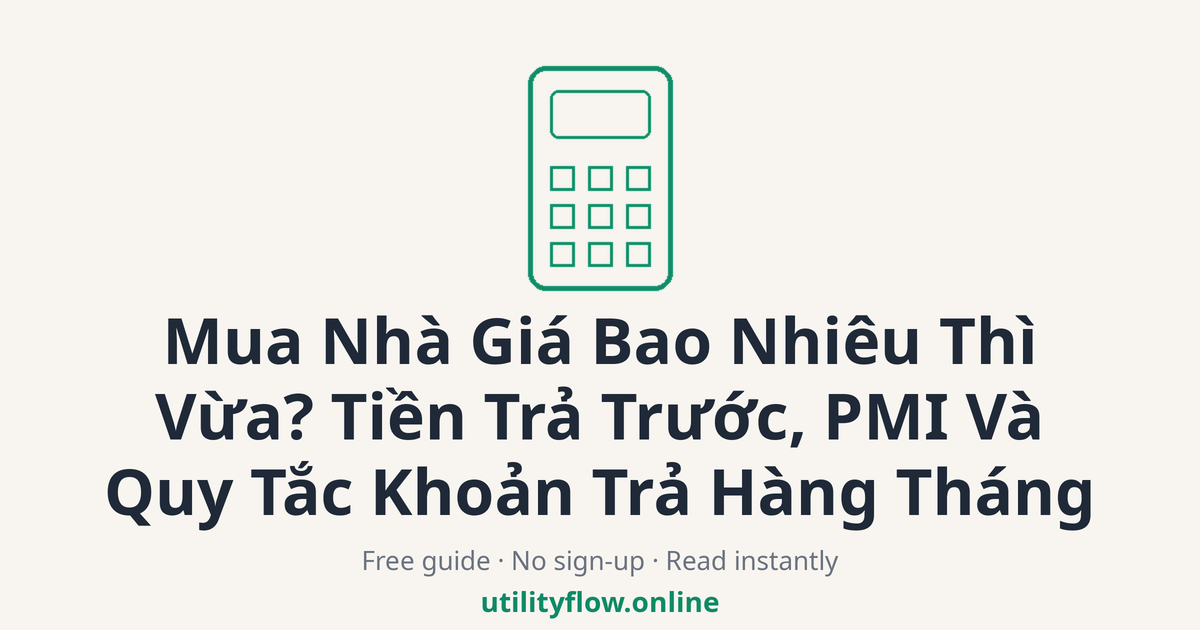 Mua Nhà Giá Bao Nhiêu Thì
Vừa? Tiền Trả Trước, PMI Và
Quy Tắc Khoản Trả Hàng Tháng
Free guide · No sign-up · Read instantly
utilityflow.online